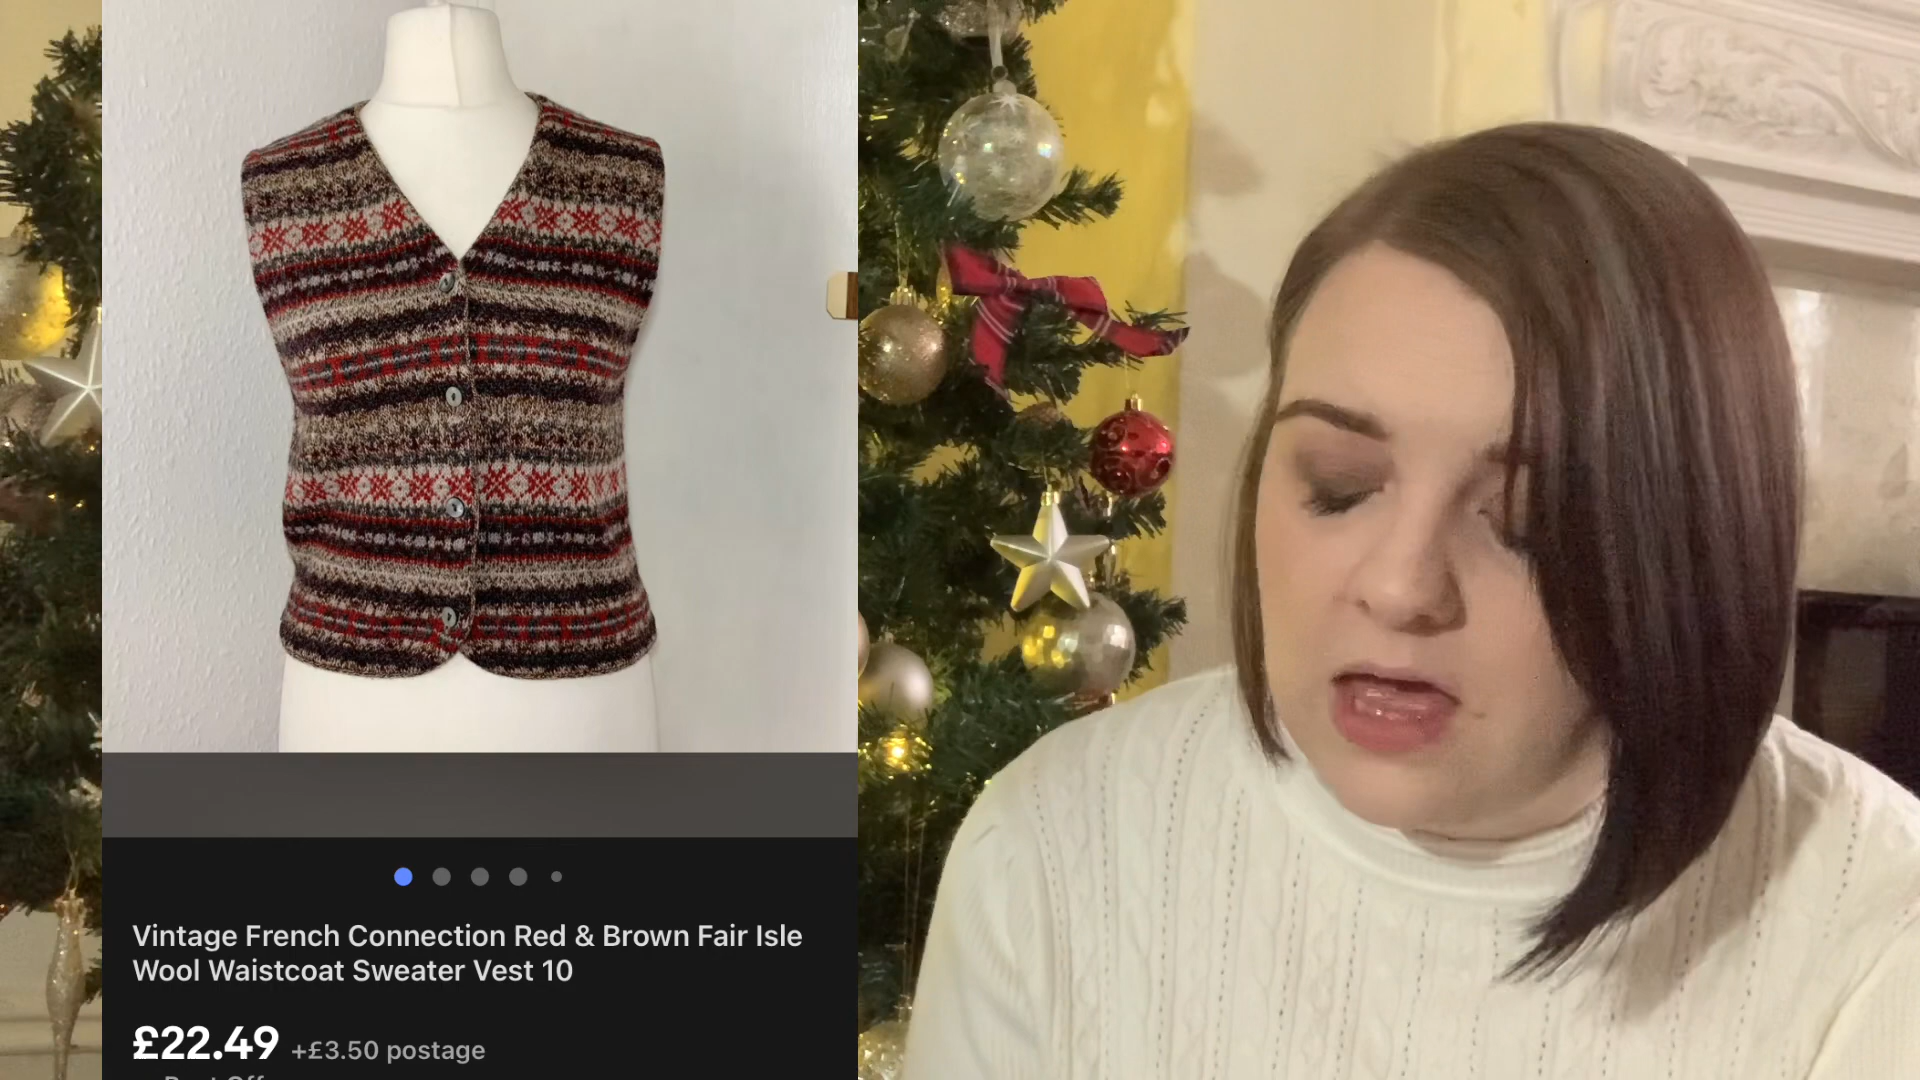 Vintage French Connection Red & Brown Fair Isle
Wool Waistcoat Sweater Vest 10
£22.49 +£3.50 postage